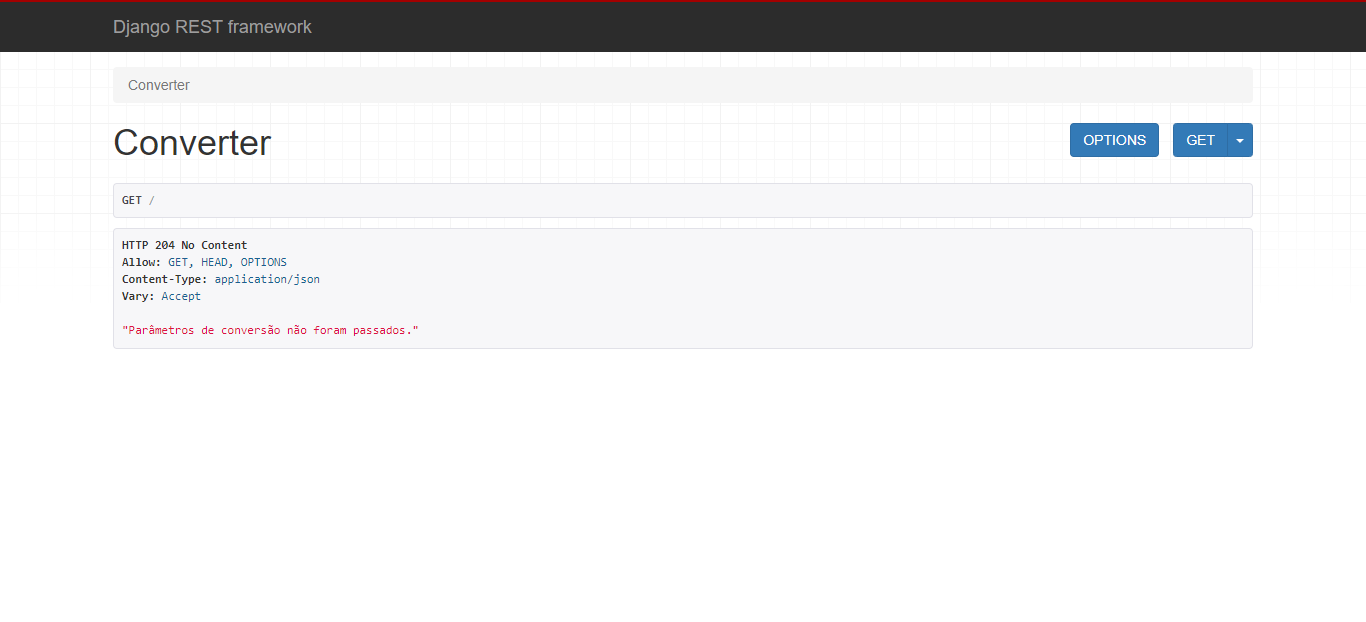 Django REST framework
Converter
Converter
OPTIONS
GET
GET /
HTTP 204 No Content
Allow: GET, HEAD, OPTIONS
Content-Type: application/json
Vary: Accept
"Parâmetros de conversão não foram passados."